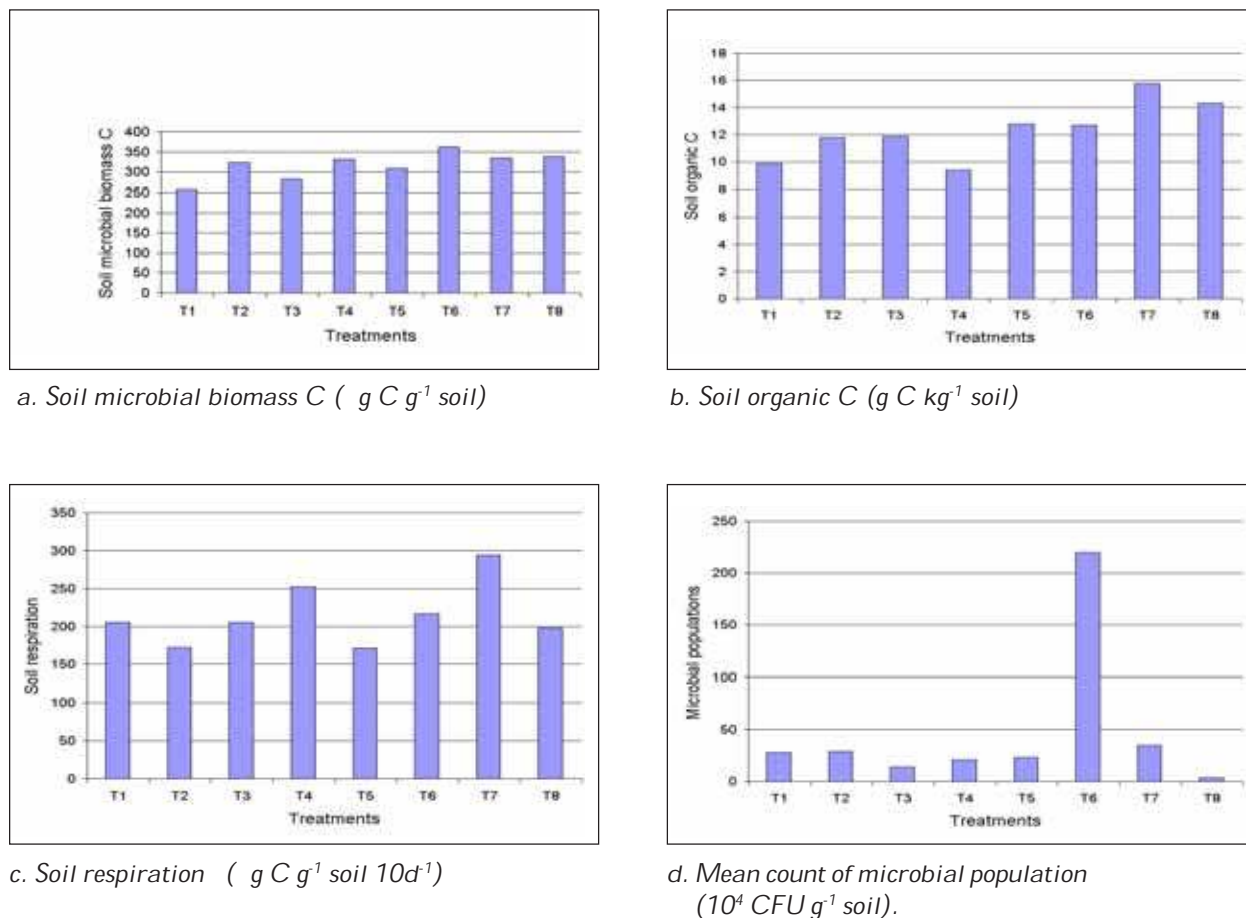 400
350
300
250
200
150
100
50
0
Soil microbial biomass C
T1 T2 T3 T4 T5 T6 T7 T8
Treatments
a. Soil microbial biomass C ( g C g-1 soil)
18
16
14
12
10
8
6
4
2
0
Soil organic C
T1 T2 T3 T4 T5 T6 T7 T8
Treatments
b. Soil organic C (g C kg-1 soil)
350
300
250
200
150
100
50
0
Soil respiration
T1 T2 T3 T4 T5 T6 T7 T8
Treatments
c. Soil respiration ( g C g-1 soil 10d-1)
250
200
150
100
50
0
Microbial populations
T1 T2 T3 T4 T5 T6 T7 T8
Treatments
d. Mean count of microbial population
(10⁴ CFU g-1 soil).